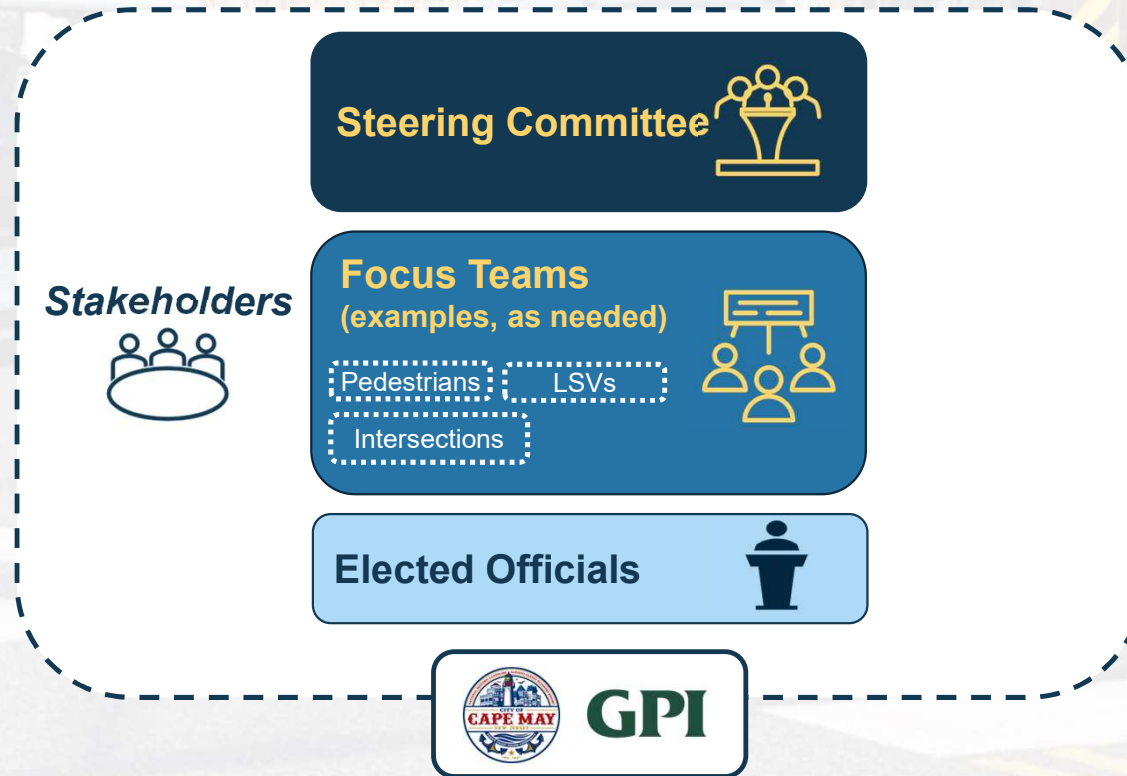 Steering Committee
Stakeholders
Focus Teams
(examples, as needed)
Pedestrians
LSVs
Intersections
Elected Officials
CITY OF
CAPE MAY
NEW JERSEY
GPI